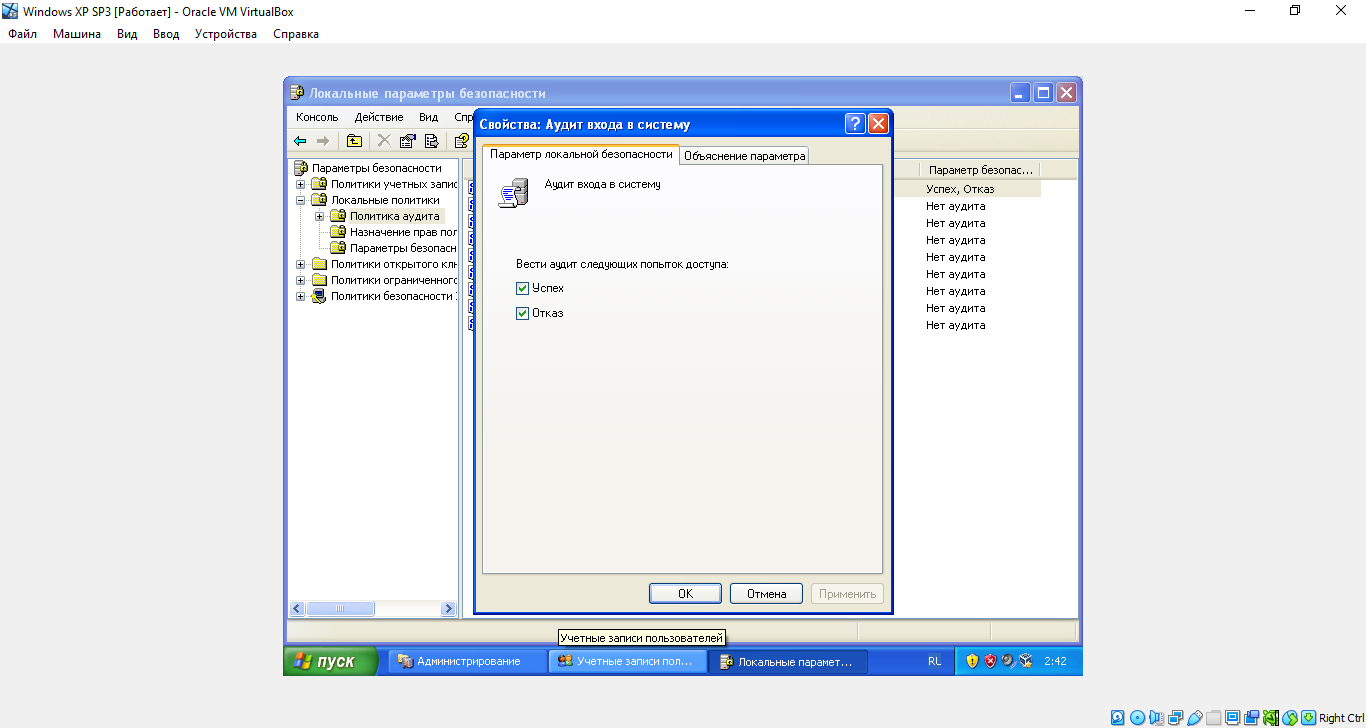 Windows XP SP3 [Работает] - Oracle VM VirtualBox
Файл Машина Вид Ввод Устройства Справка
Локальные параметры безопасности
Консоль Действие Вид Спр
Свойства: Аудит входа в систему
Параметр локальной безопасности Объяснение параметра
Аудит входа в систему
Вести аудит следующих попыток доступа:
Успех
Отказ
OK Отмена Применить
Параметры безопасности
Политики учетных запис
Локальные политики
Политика аудита
Назначение прав пол
Параметры безопасн
Политики открытого клю
Политики ограниченного
Политики безопасности
Параметр безопас...
Успех, Отказ
Нет аудита
Нет аудита
Нет аудита
Нет аудита
Нет аудита
Нет аудита
Нет аудита
Нет аудита
Учетные записи пользователей
пуск Администрирование Учетные записи пол... Локальные парамет... RL 2:42
Right Ctrl